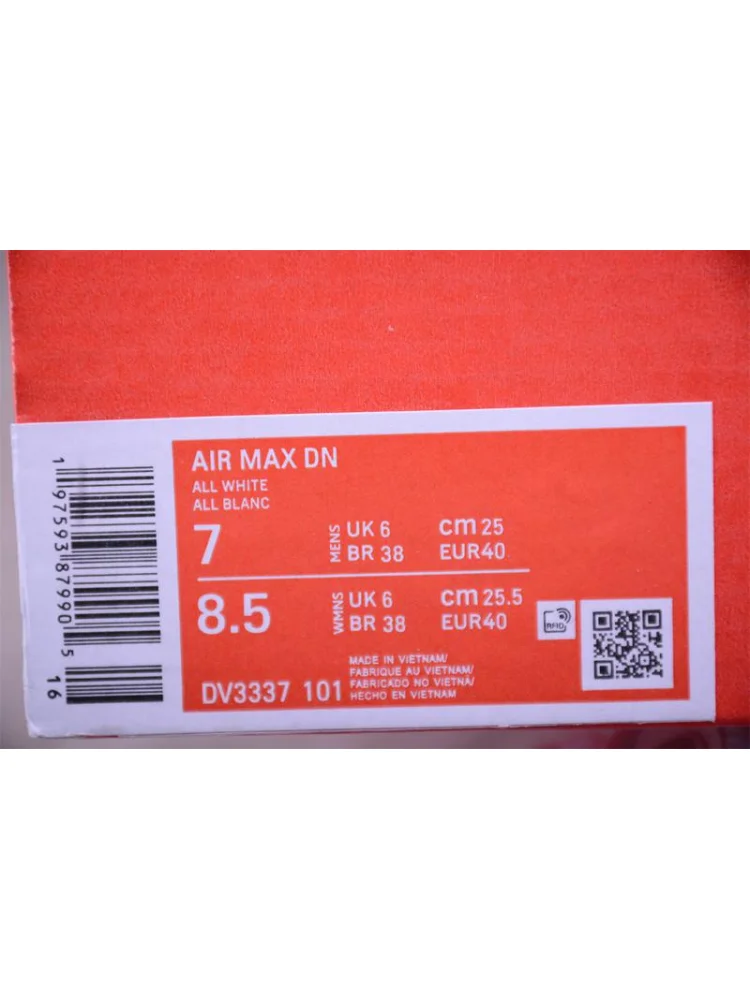 AIR MAX DN
ALL WHITE
ALL BLANC
7 MENS UK 6 cm 25
BR 38 EUR40
8.5 WMNS UK 6 cm 25.5
BR 38 EUR40
RFID
DV3337 101
MADE IN VIETNAM/
FABRIQUE AU VIETNAM/
FABRICADO NO VIETNÃ/
HECHO EN VIETNAM
1 97593 87990 5
16